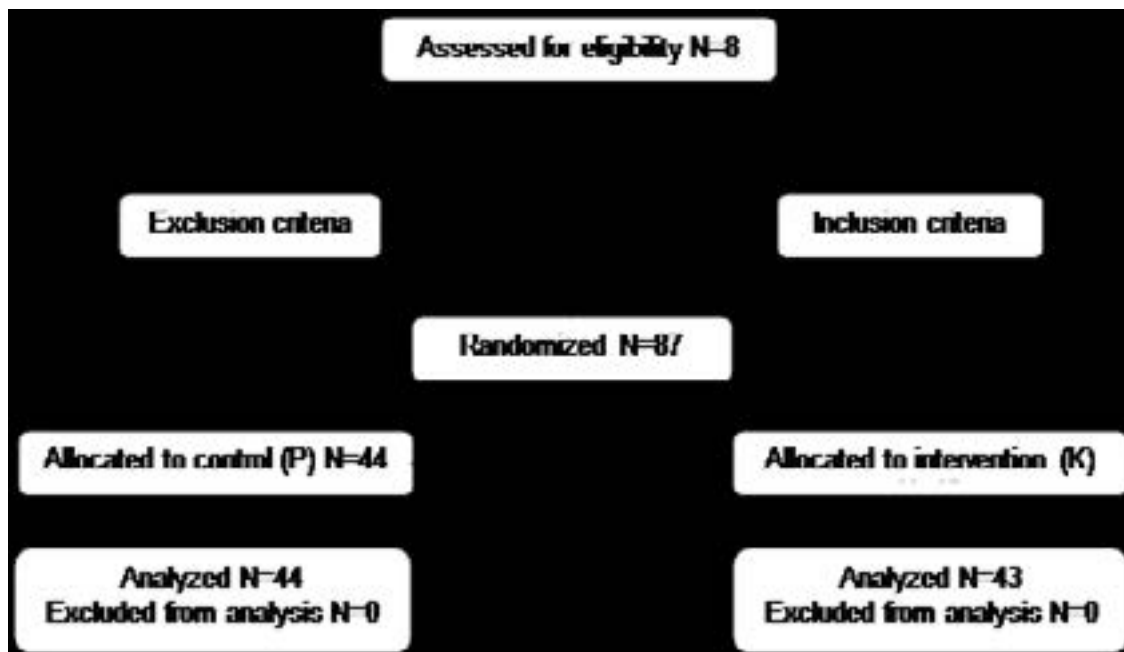 Assessed for eligibility N=8
Exclusion criteria
Inclusion criteria
Randomized N=87
Allocated to control (P) N=44
Allocated to intervention (K)
Analyzed N=44
Excluded from analysis N=0
Analyzed N=43
Excluded from analysis N=0